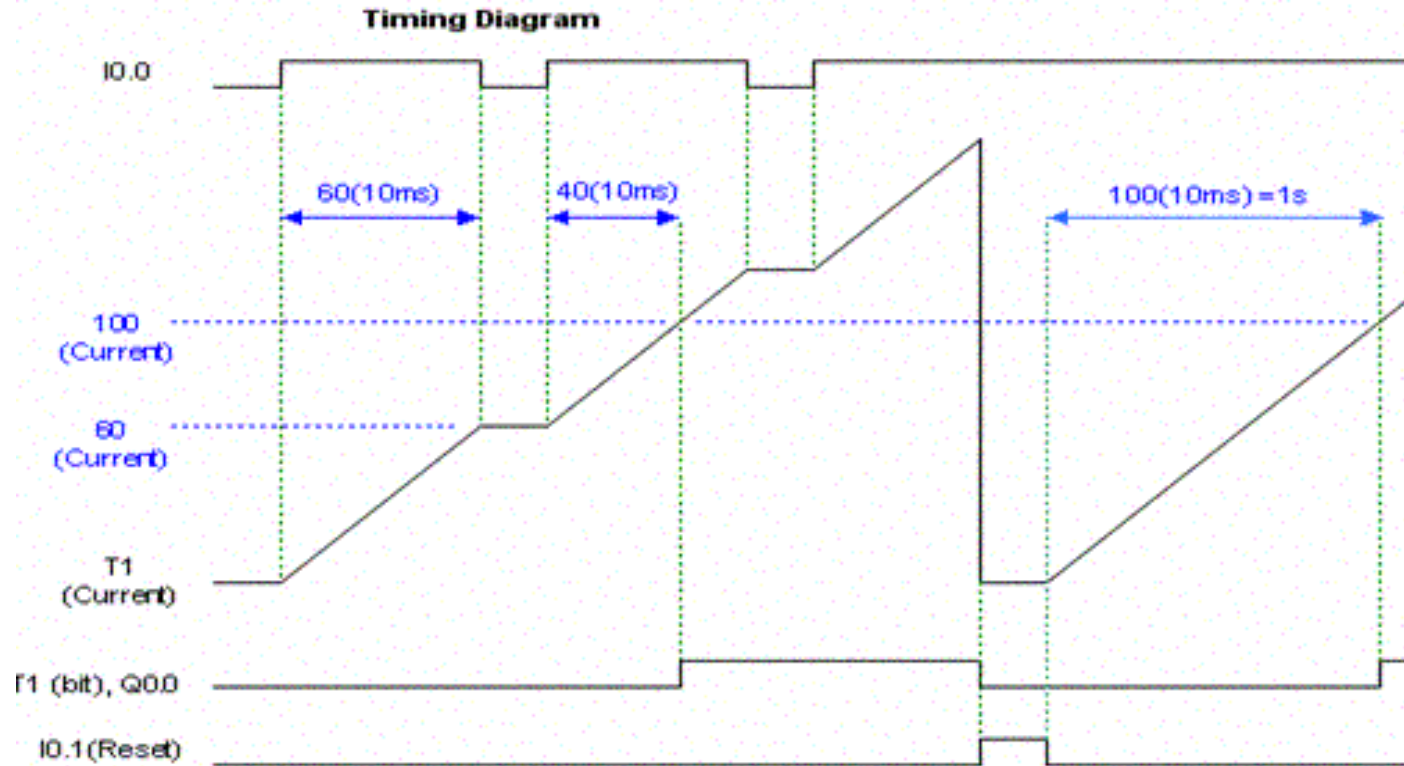 Timing Diagram
I0.0
60(10ms)
40(10ms)
100(10ms)=1s
100
(Current)
60
(Current)
T1
(Current)
T1 (bit), Q0.0
I0.1(Reset)